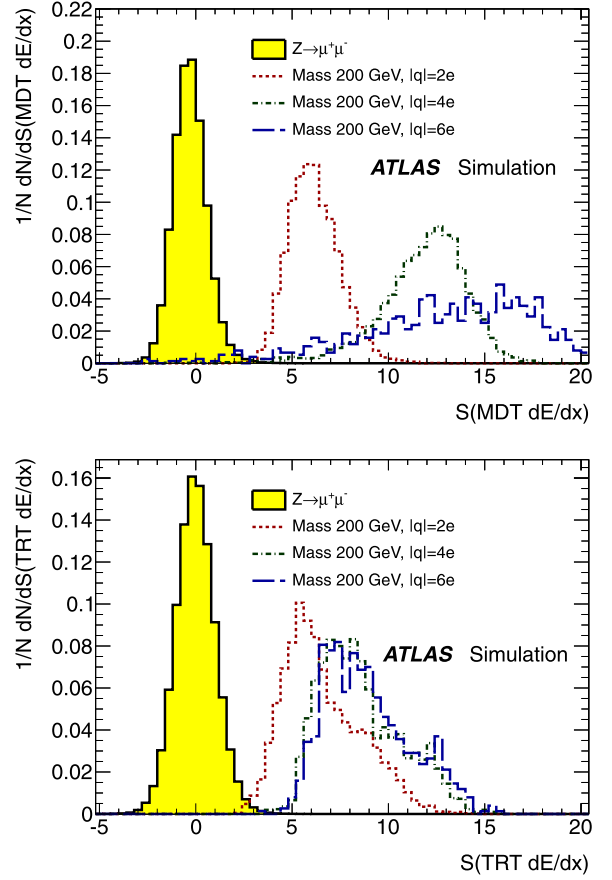 1/N dN/dS(MDT dE/dx)
0.22
0.2
0.18
0.16
0.14
0.12
0.1
0.08
0.06
0.04
0.02
0
Z→μ⁺μ⁻
Mass 200 GeV, |q|=2e
Mass 200 GeV, |q|=4e
Mass 200 GeV, |q|=6e
ATLAS Simulation
-5 0 5 10 15 20
S(MDT dE/dx)
1/N dN/dS(TRT dE/dx)
0.16
0.14
0.12
0.1
0.08
0.06
0.04
0.02
0
Z→μ⁺μ⁻
Mass 200 GeV, |q|=2e
Mass 200 GeV, |q|=4e
Mass 200 GeV, |q|=6e
ATLAS Simulation
-5 0 5 10 15 20
S(TRT dE/dx)